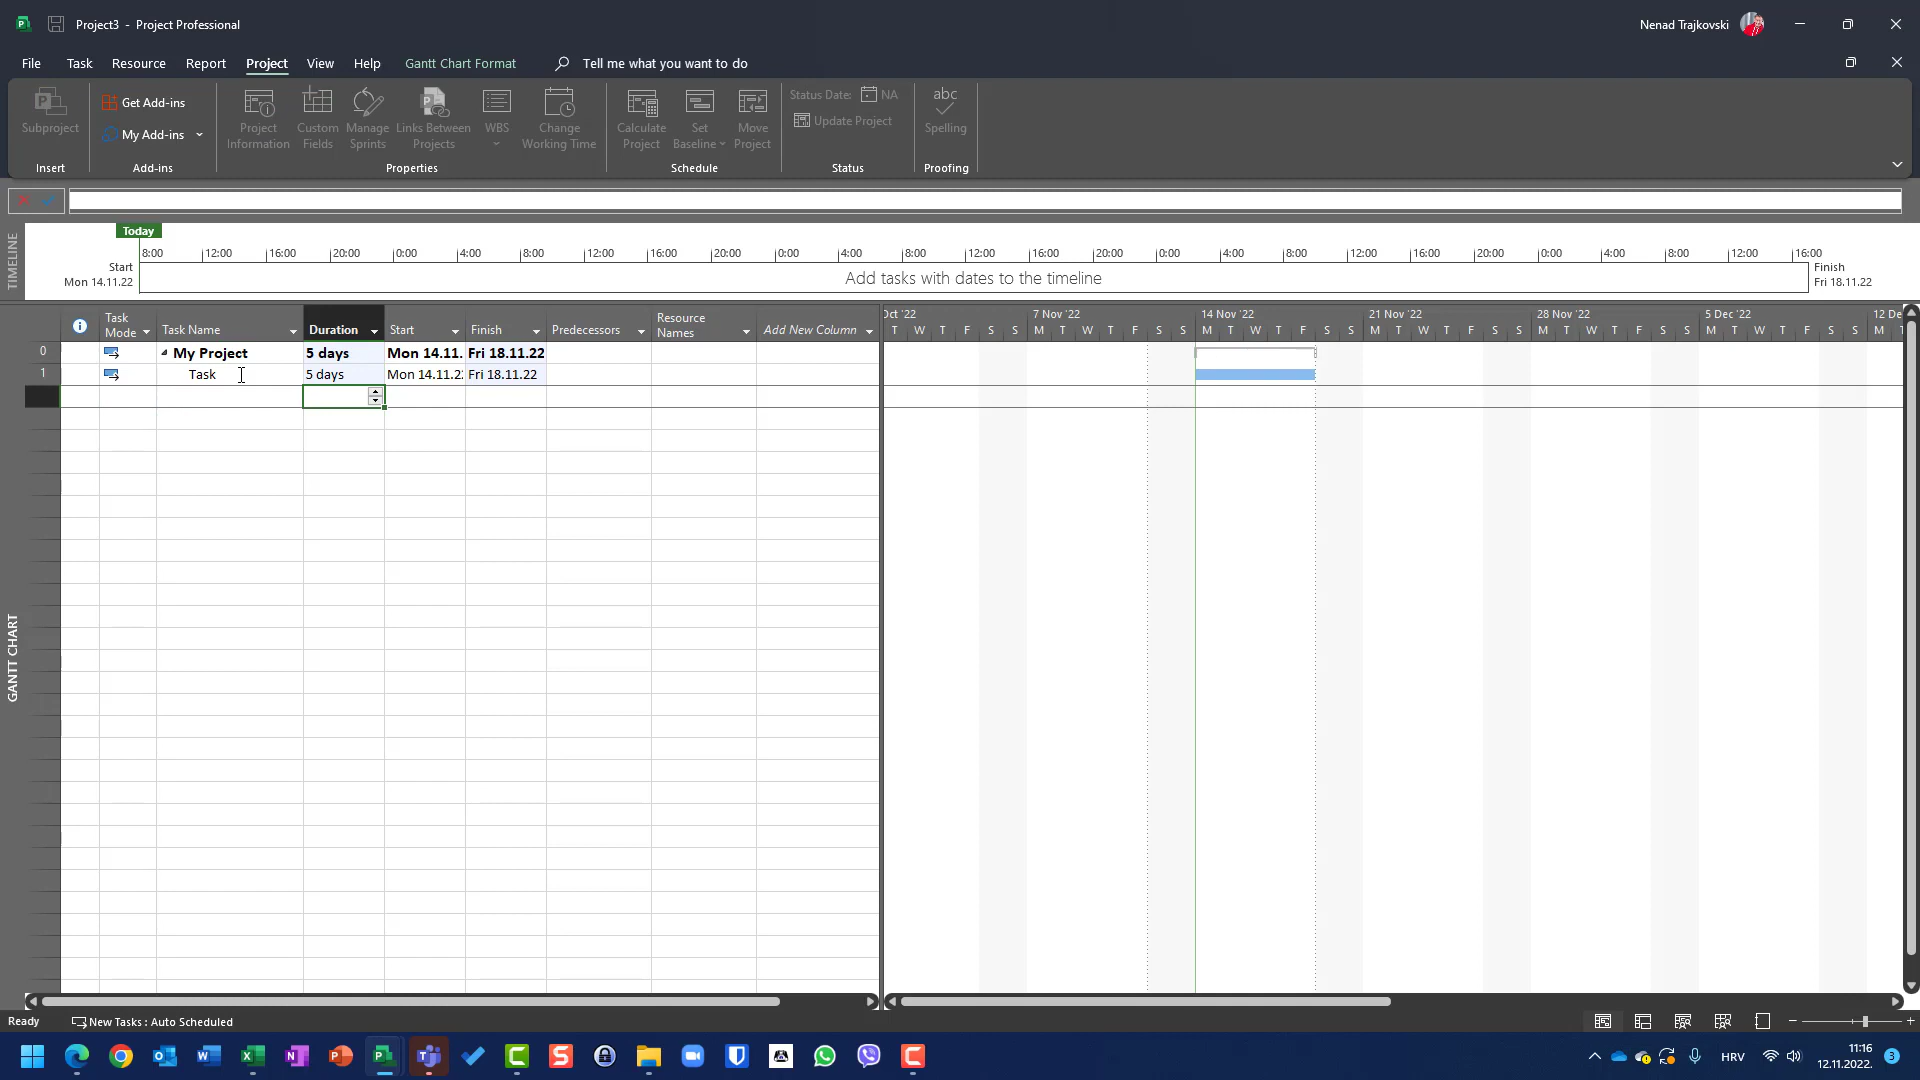 Project3 - Project Professional
Nenad Trajkovski
File Task Resource Report Project View Help Gantt Chart Format Tell me what you want to do
Subproject
Insert
Get Add-ins
My Add-ins
Add-ins
Project Information
Custom Fields
Manage Sprints
Links Between Projects
WBS
Change Working Time
Properties
Calculate Project
Set Baseline
Move Project
Schedule
Status Date: NA
Update Project
Status
abc
Spelling
Proofing
TIMELINE
Today
8:00 12:00 16:00 20:00 0:00 4:00 8:00 12:00 16:00 20:00 0:00 4:00 8:00 12:00 16:00 20:00 0:00 4:00 8:00 12:00 16:00 20:00 0:00 4:00 8:00 12:00 16:00
Start
Mon 14.11.22
Add tasks with dates to the timeline
Finish
Fri 18.11.22
Task Mode Task Name Duration Start Finish Predecessors Resource Names Add New Column
Oct '22 7 Nov '22 14 Nov '22 21 Nov '22 28 Nov '22 5 Dec '22 12 De
T W T F S S M T W T F S S M T W T F S S M T W T F S S M T W T F S S M T W T F S S M T
0 My Project 5 days Mon 14.11. Fri 18.11.22
1 Task 5 days Mon 14.11.2 Fri 18.11.22
GANTT CHART
Ready New Tasks : Auto Scheduled
HRV
11:16
12.11.2022.
3